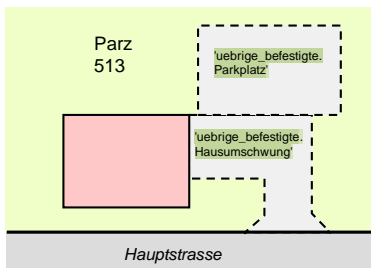 Parz
513
'uebrige_befestigte.
Parkplatz'
'uebrige_befestigte.
Hausumschwung'
Hauptstrasse